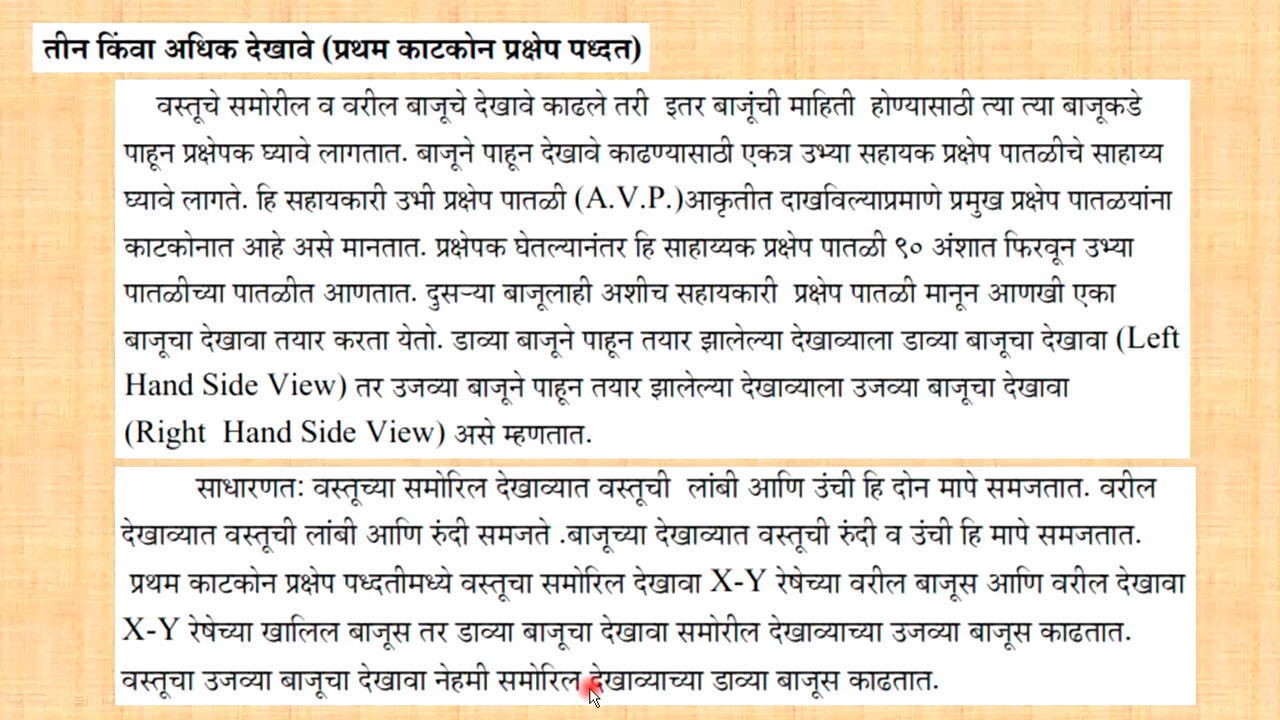 तीन किंवा अधिक देखावे (प्रथम काटकोन प्रक्षेप पध्दत)
वस्तूचे समोरील व वरील बाजूचे देखावे काढले तरी इतर बाजूंची माहिती होण्यासाठी त्या त्या बाजूकडे
पाहून प्रक्षेपक घ्यावे लागतात. बाजूने पाहून देखावे काढण्यासाठी एकत्र उभ्या सहायक प्रक्षेप पातळीचे साहाय्य
घ्यावे लागते. हि सहायकारी उभी प्रक्षेप पातळी (A.V.P.)आकृतीत दाखविल्याप्रमाणे प्रमुख प्रक्षेप पातळयांना
काटकोनात आहे असे मानतात. प्रक्षेपक घेतल्यानंतर हि साहाय्यक प्रक्षेप पातळी ९० अंशात फिरवून उभ्या
पातळीच्या पातळीत आणतात. दुसऱ्या बाजूलाही अशीच सहायकारी प्रक्षेप पातळी मानून आणखी एका
बाजूचा देखावा तयार करता येतो. डाव्या बाजूने पाहून तयार झालेल्या देखाव्याला डाव्या बाजूचा देखावा (Left
Hand Side View) तर उजव्या बाजूने पाहून तयार झालेल्या देखाव्याला उजव्या बाजूचा देखावा
(Right Hand Side View) असे म्हणतात.
साधारणत: वस्तूच्या समोरिल देखाव्यात वस्तूची लांबी आणि उंची हि दोन मापे समजतात. वरील
देखाव्यात वस्तूची लांबी आणि रुंदी समजते .बाजूच्या देखाव्यात वस्तूची रुंदी व उंची हि मापे समजतात.
प्रथम काटकोन प्रक्षेप पध्दतीमध्ये वस्तूचा समोरिल देखावा X-Y रेषेच्या वरील बाजूस आणि वरील देखावा
X-Y रेषेच्या खालिल बाजूस तर डाव्या बाजूचा देखावा समोरील देखाव्याच्या उजव्या बाजूस काढतात.
वस्तूचा उजव्या बाजूचा देखावा नेहमी समोरिल देखाव्याच्या डाव्या बाजूस काढतात.